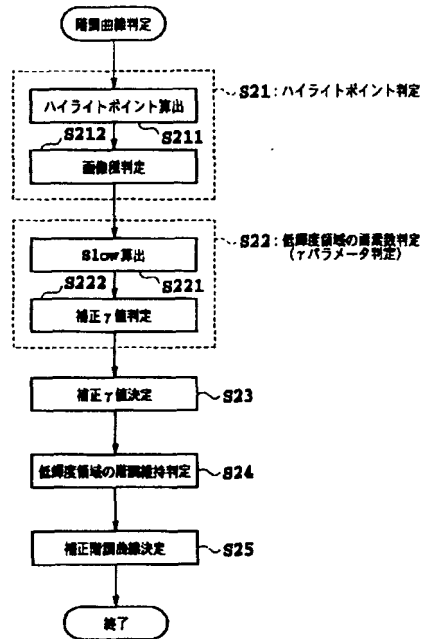 階調曲線判定
S21:ハイライトポイント判定
ハイライトポイント算出
S211
S212
画像種判定
S22:低輝度領域の画素数判定
(γパラメータ判定)
Slow算出
S221
S222
補正γ値判定
補正γ値決定
S23
低輝度領域の階調維持判定
S24
補正階調曲線決定
S25
終了